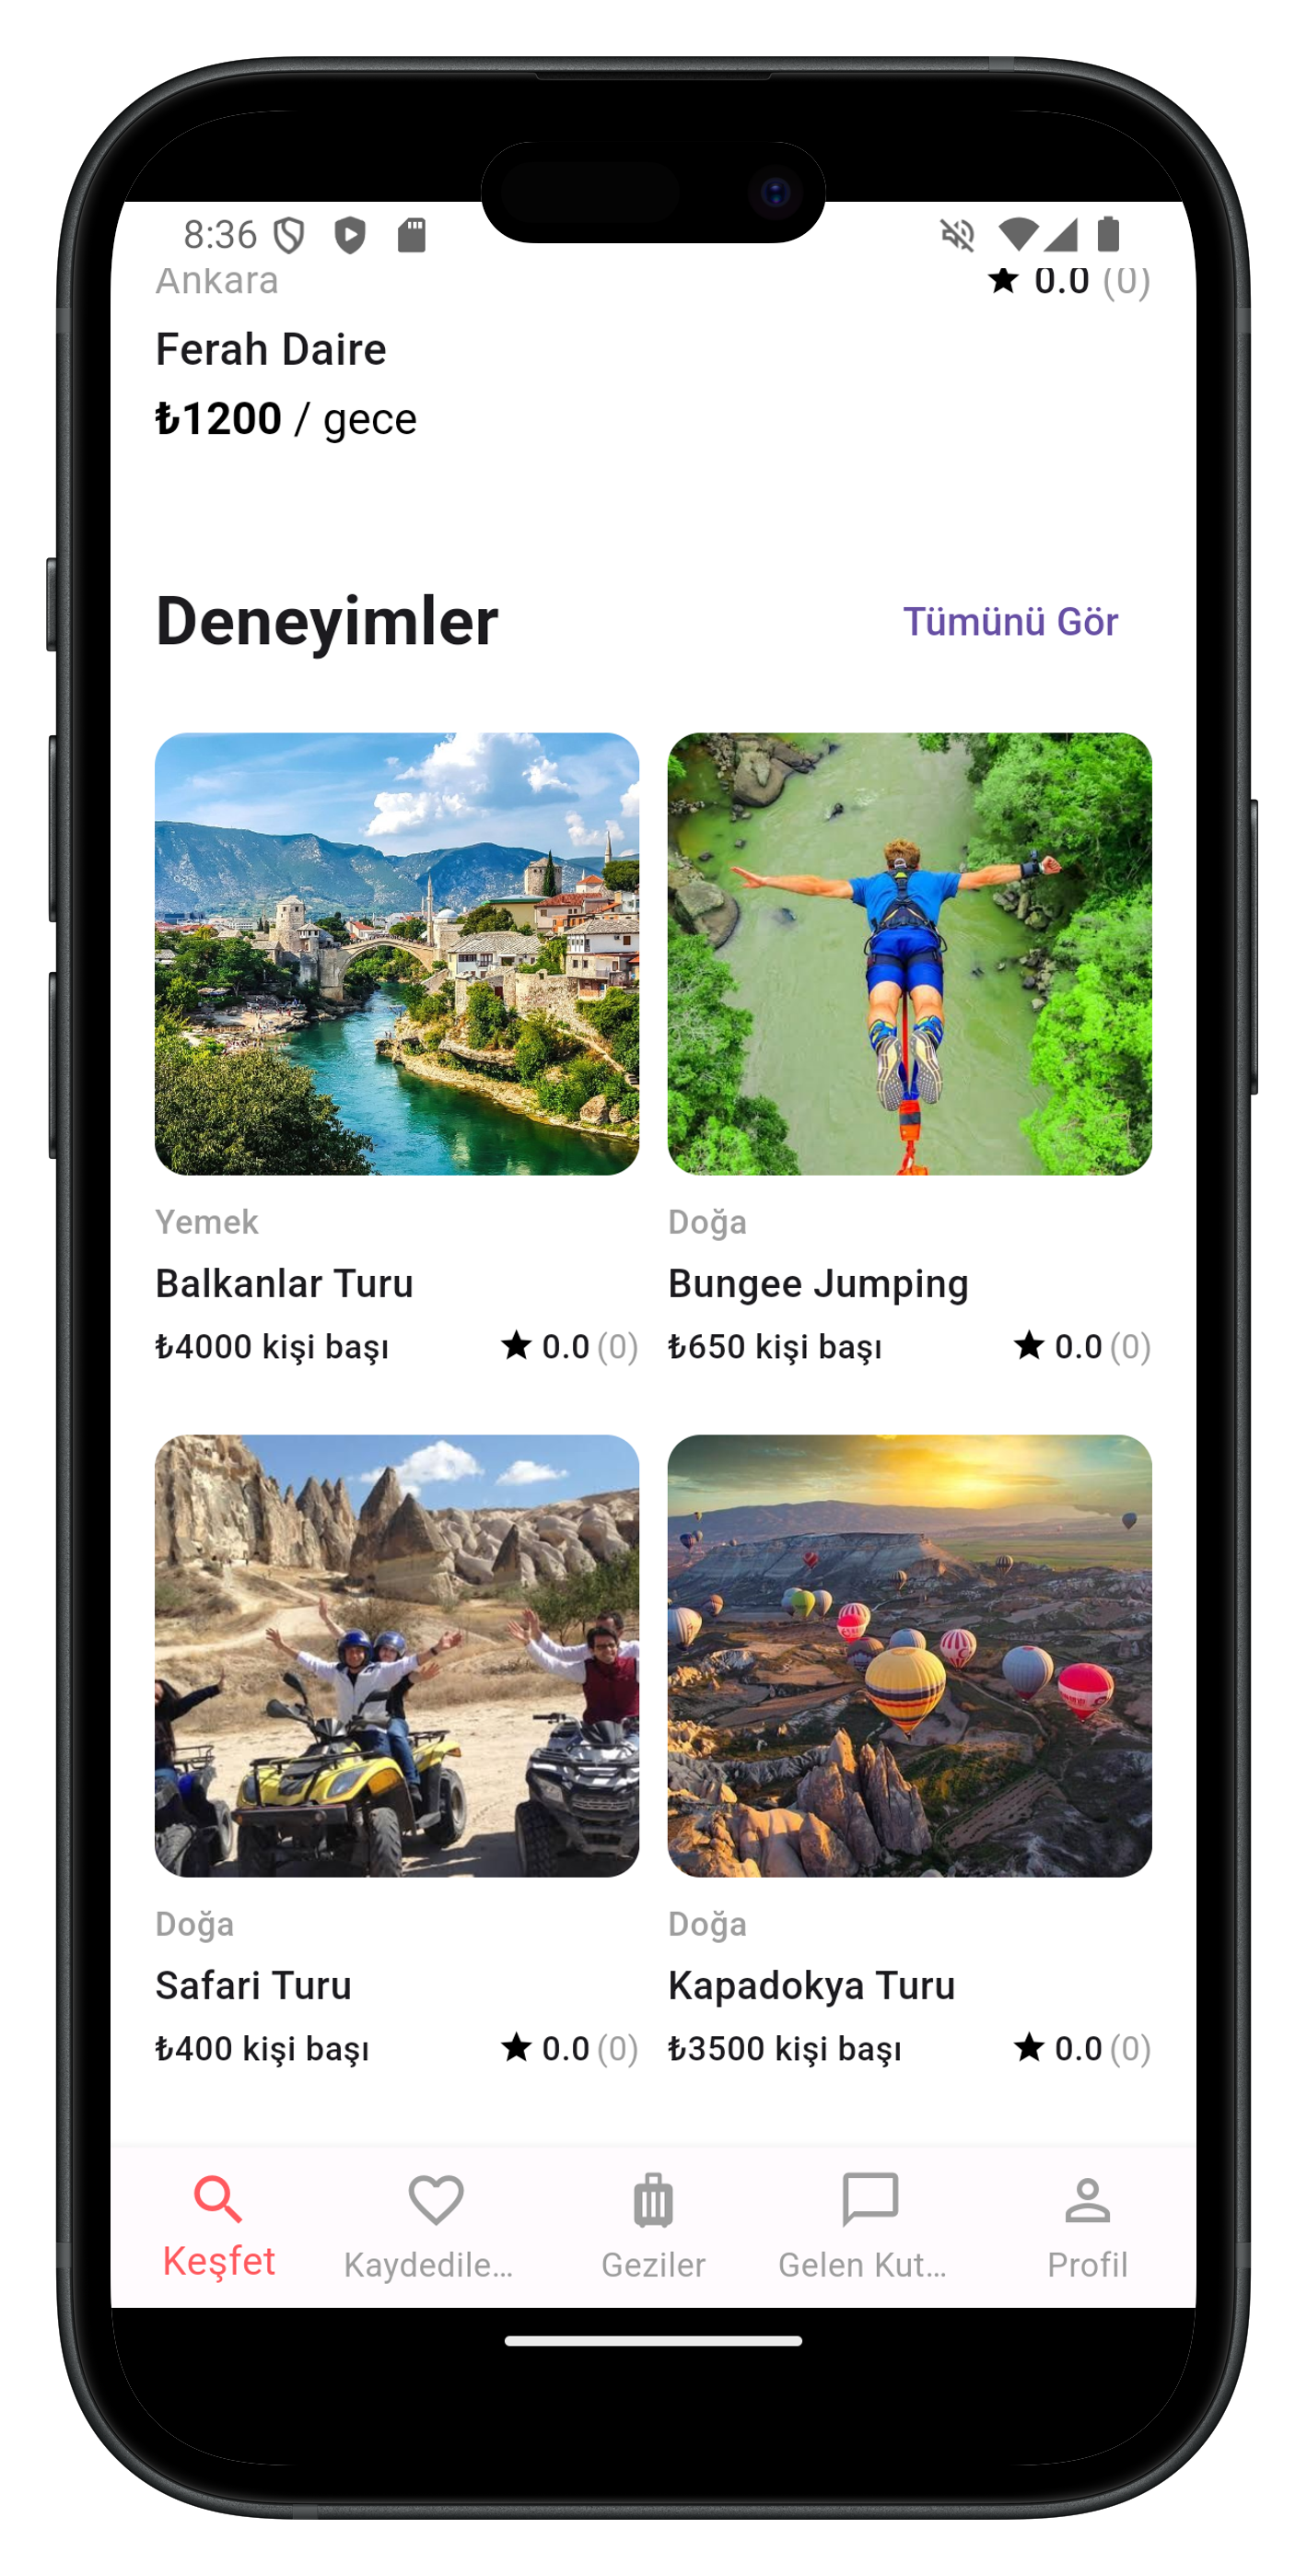 8:36
Ankara ★ 0.0 (0)
Ferah Daire
₺1200 / gece
Deneyimler Tümünü Gör
Yemek
Balkanlar Turu
₺4000 kişi başı ★ 0.0 (0)
Doğa
Bungee Jumping
₺650 kişi başı ★ 0.0 (0)
Doğa
Safari Turu
₺400 kişi başı ★ 0.0 (0)
Doğa
Kapadokya Turu
₺3500 kişi başı ★ 0.0 (0)
Keşfet
Kaydedile...
Geziler
Gelen Kut...
Profil